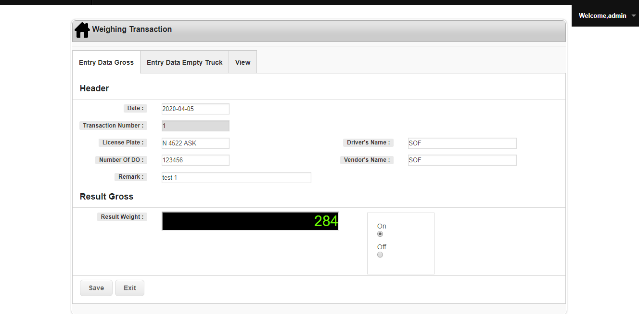 Welcome,admin
Weighing Transaction
Entry Data Gross Entry Data Empty Truck View
Header
Date : 2020-04-05
Transaction Number : 1
License Plate : N 4622 ASK Driver's Name : SOF
Number Of DO : 123456 Vendor's Name : SOF
Remark : test 1
Result Gross
Result Weight : 284
On
Off
Save Exit